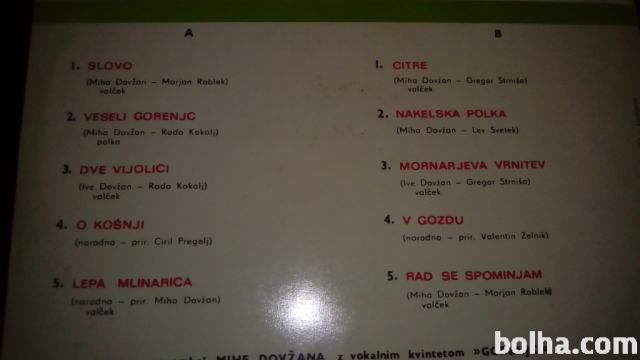 A
1. SLOVO
(Miha Dovžan – Marjan Roblek)
valček
2. VESELI GORENJC
(Miha Dovžan – Rado Kokalj)
polka
3. DVE VIJOLICI
(Ive Dovžan – Rado Kokalj)
valček
4. O KOŠNJI
(narodna – prir. Ciril Pregelj)
5. LEPA MLINARICA
(narodna – prir. Miha Dovžan)
valček
B
1. CITRE
(Miha Dovžan – Gregor Strniša)
valček
2. NAKELSKA POLKA
(Miha Dovžan – Lev Svetek)
3. MORNARJEVA VRNITEV
(Ive Dovžan – Gregor Strniša)
valček
4. V GOZDU
(narodna – prir. Valentin Zelnik)
5. RAD SE SPOMINJAM
(Miha Dovžan – Marjan Roblek)
valček
MIHE DOVŽANA z vokalnim kvintetom
bolha.com